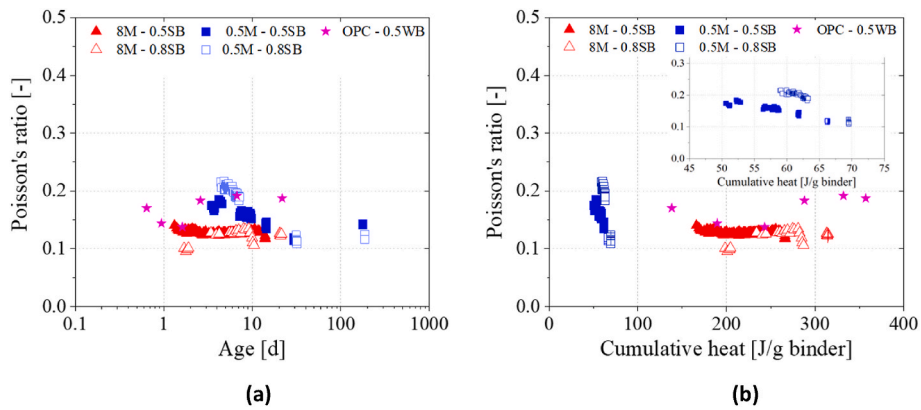 8M - 0.5SB 0.5M - 0.5SB OPC - 0.5WB
8M - 0.8SB 0.5M - 0.8SB
Poisson's ratio [-]
0.5
0.4
0.3
0.2
0.1
0.0
0.1 1 10 100 1000
Age [d]
(a)
8M - 0.5SB 0.5M - 0.5SB OPC - 0.5WB
8M - 0.8SB 0.5M - 0.8SB
Poisson's ratio [-]
0.5
0.4
0.3
0.2
0.1
0.0
0 100 200 300 400
Cumulative heat [J/g binder]
0.3
0.2
0.1
0.0
45 50 55 60 65 70 75
Cumulative heat [J/g binder]
(b)